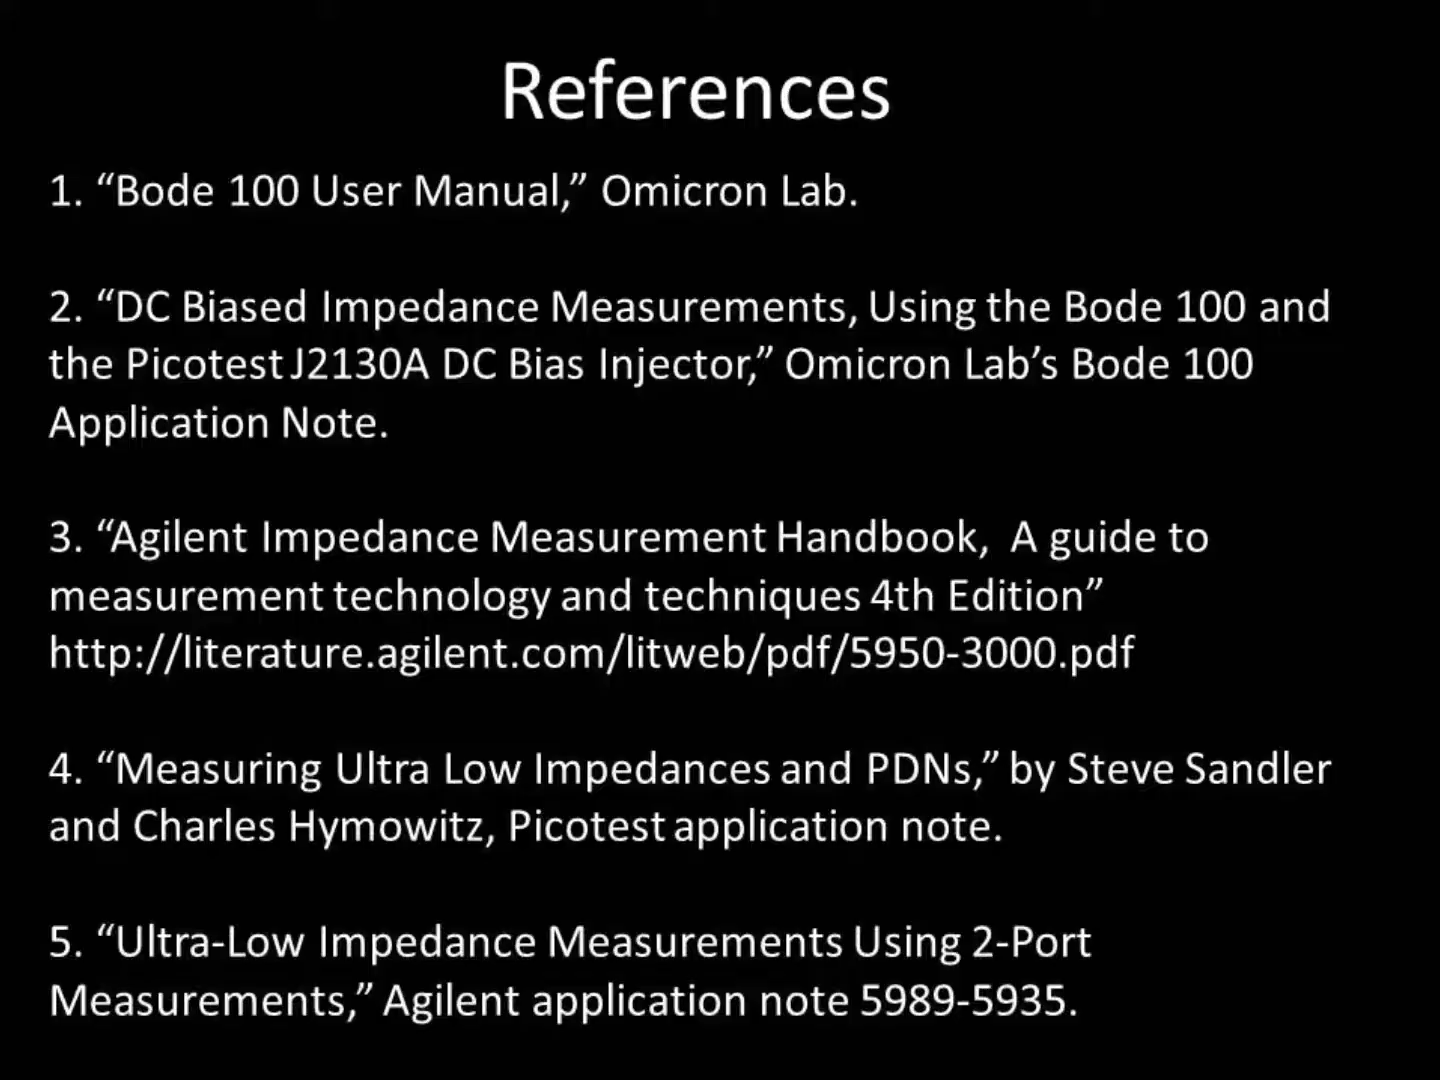 References
1. “Bode 100 User Manual,” Omicron Lab.
2. “DC Biased Impedance Measurements, Using the Bode 100 and
the Picotest J2130A DC Bias Injector,” Omicron Lab’s Bode 100
Application Note.
3. “Agilent Impedance Measurement Handbook,  A guide to
measurement technology and techniques 4th Edition”
http://literature.agilent.com/litweb/pdf/5950-3000.pdf
4. “Measuring Ultra Low Impedances and PDNs,” by Steve Sandler
and Charles Hymowitz, Picotest application note.
5. “Ultra-Low Impedance Measurements Using 2-Port
Measurements,” Agilent application note 5989-5935.